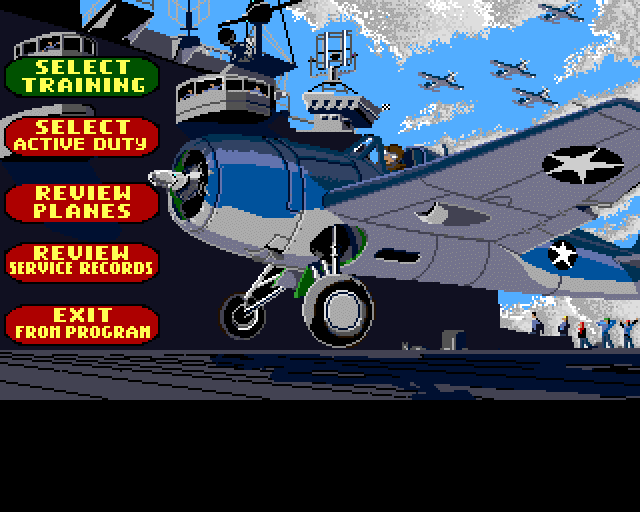 SELECT
TRAINING
SELECT
ACTIVE DUTY
REVIEW
PLANES
REVIEW
SERVICE RECORDS
EXIT
FROM PROGRAM